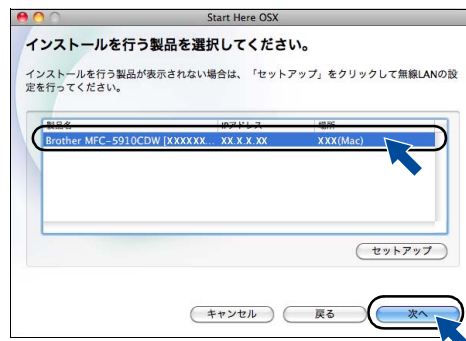 Start Here OSX
インストールを行う製品を選択してください。
インストールを行う製品が表示されない場合は、「セットアップ」をクリックして無線LANの設
定を行ってください。
製品名 IPアドレス 場所
Brother MFC-5910CDW [XXXXXX... XX.X.X.XX XXX(Mac)
セットアップ
キャンセル 戻る 次へ